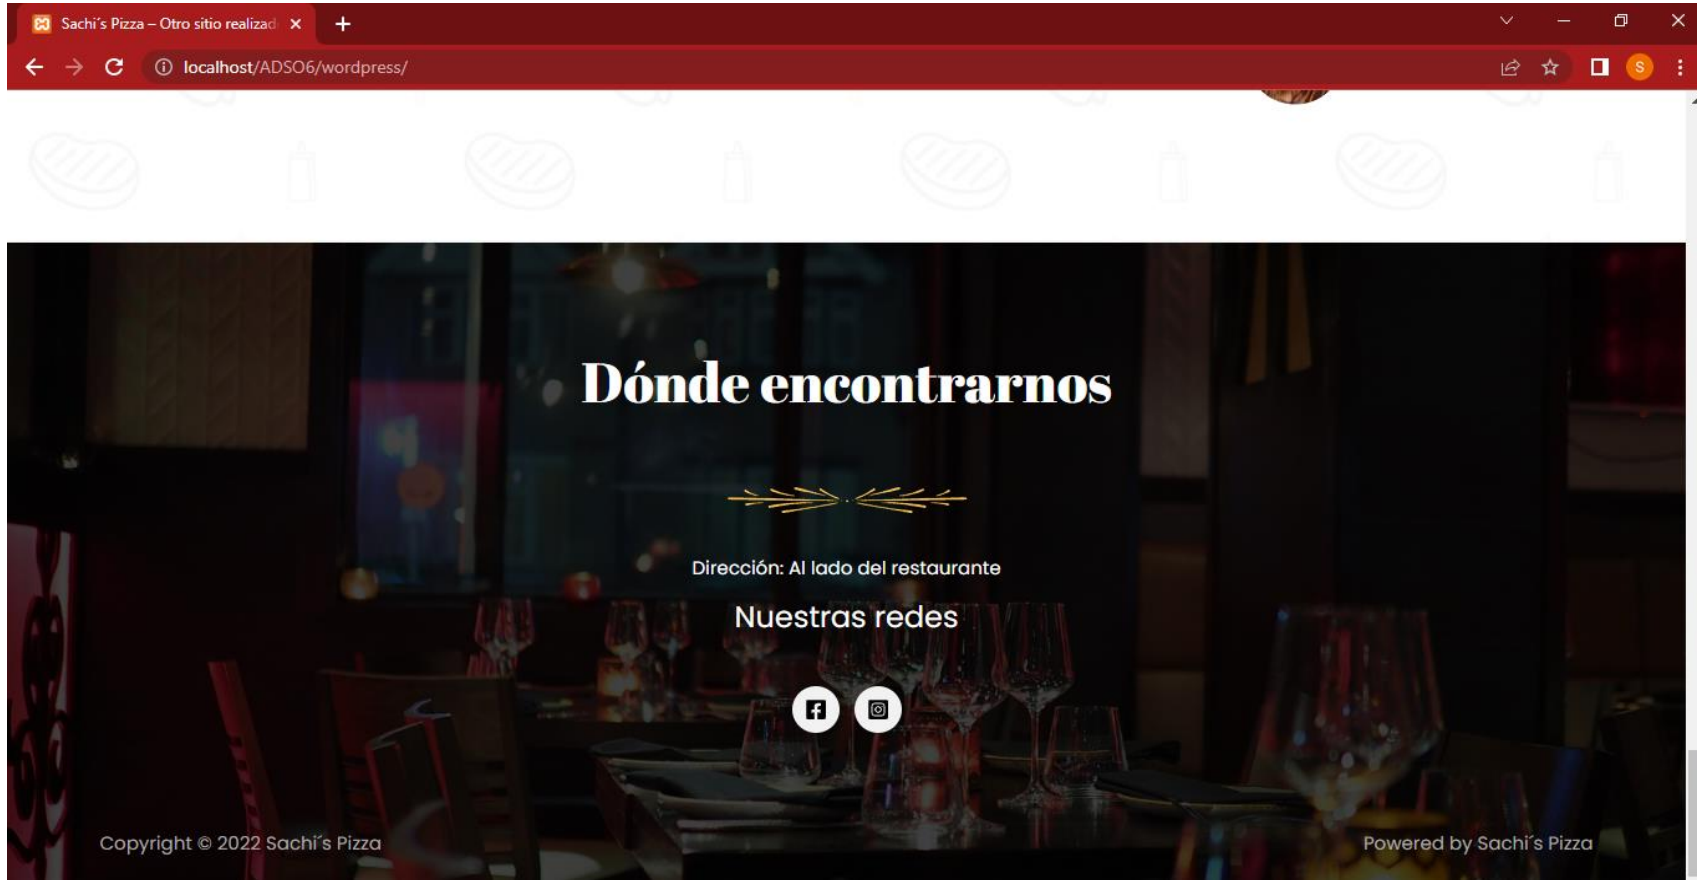 Sachi´s Pizza – Otro sitio realizad
localhost/ADSO6/wordpress/
S
Dónde encontrarnos
Dirección: Al lado del restaurante
Nuestras redes
Copyright © 2022 Sachi´s Pizza
Powered by Sachi´s Pizza